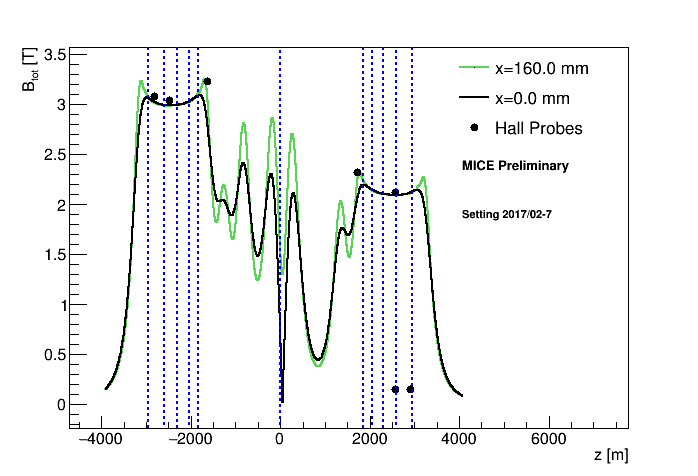 B_tot [T]
3.5
3
2.5
2
1.5
1
0.5
0
−4000
−2000
0
2000
4000
6000
z [m]
x=160.0 mm
x=0.0 mm
Hall Probes
MICE Preliminary
Setting 2017/02-7